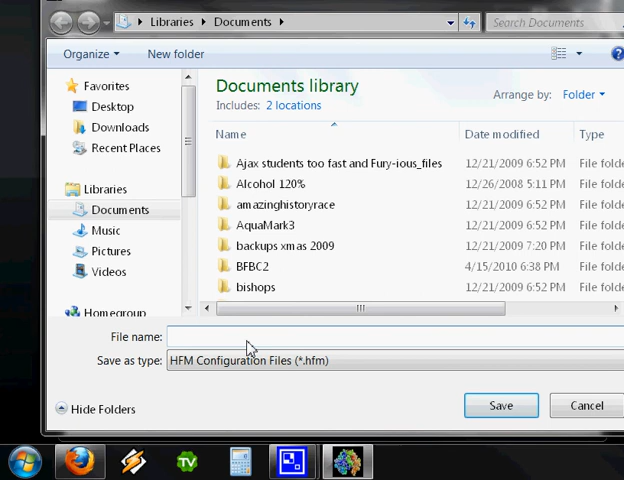 Libraries Documents Search Documents
Organize New folder
Favorites
Desktop
Downloads
Recent Places
Libraries
Documents
Music
Pictures
Videos
Homegroup
Documents library
Includes: 2 locations
Arrange by: Folder
Name Date modified Type
Ajax students too fast and Fury-ious_files 12/21/2009 6:52 PM File folde
Alcohol 120% 12/26/2008 5:11 PM File folde
amazinghistoryrace 12/21/2009 6:52 PM File folde
AquaMark3 12/21/2009 6:52 PM File folde
backups xmas 2009 12/21/2009 7:20 PM File folde
BFBC2 4/15/2010 6:38 PM File folde
bishops 12/21/2009 6:52 PM File folde
File name:
Save as type: HFM Configuration Files (*.hfm)
Hide Folders Save Cancel
TV